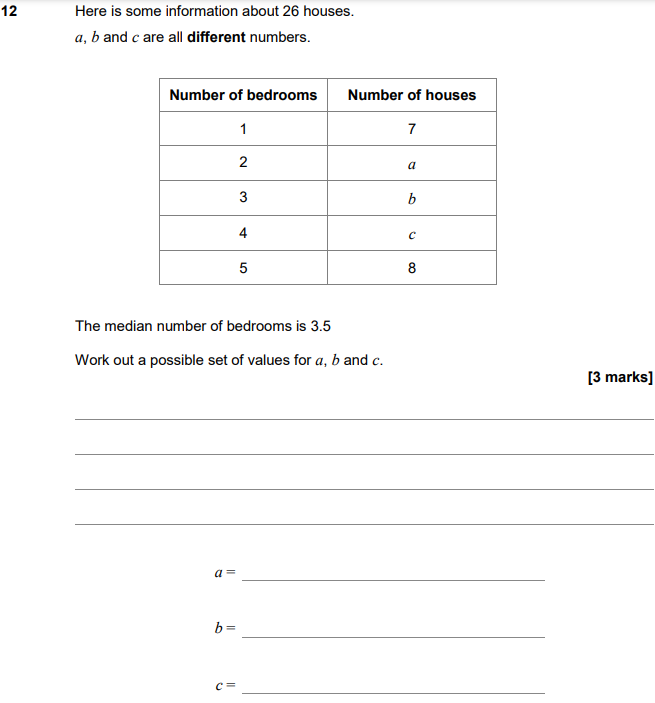 12 Here is some information about 26 houses.
a, b and c are all different numbers.
Number of bedrooms Number of houses
1 7
2 a
3 b
4 c
5 8
The median number of bedrooms is 3.5
Work out a possible set of values for a, b and c.
[3 marks]
a =
b =
c =